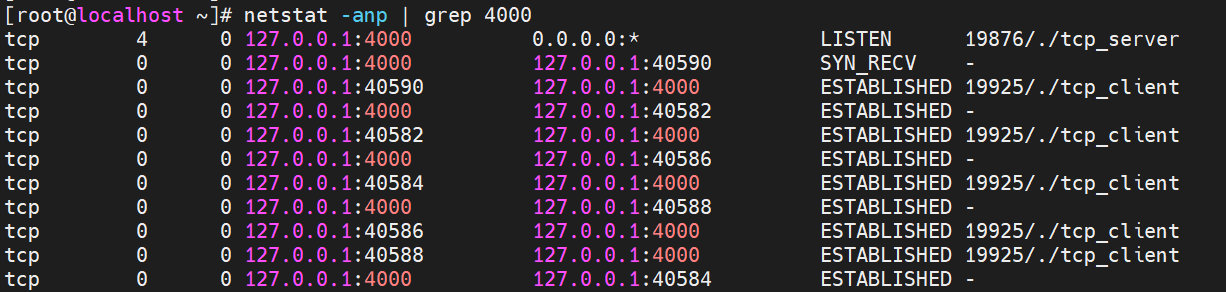 [root@localhost ~]# netstat -anp | grep 4000
tcp        4      0 127.0.0.1:4000          0.0.0.0:*               LISTEN      19876/./tcp_server
tcp        0      0 127.0.0.1:4000          127.0.0.1:40590         SYN_RECV    -
tcp        0      0 127.0.0.1:40590         127.0.0.1:4000          ESTABLISHED 19925/./tcp_client
tcp        0      0 127.0.0.1:4000          127.0.0.1:40582         ESTABLISHED -
tcp        0      0 127.0.0.1:40582         127.0.0.1:4000          ESTABLISHED 19925/./tcp_client
tcp        0      0 127.0.0.1:4000          127.0.0.1:40586         ESTABLISHED -
tcp        0      0 127.0.0.1:40584         127.0.0.1:4000          ESTABLISHED 19925/./tcp_client
tcp        0      0 127.0.0.1:4000          127.0.0.1:40588         ESTABLISHED -
tcp        0      0 127.0.0.1:40586         127.0.0.1:4000          ESTABLISHED 19925/./tcp_client
tcp        0      0 127.0.0.1:40588         127.0.0.1:4000          ESTABLISHED 19925/./tcp_client
tcp        0      0 127.0.0.1:4000          127.0.0.1:40584         ESTABLISHED -